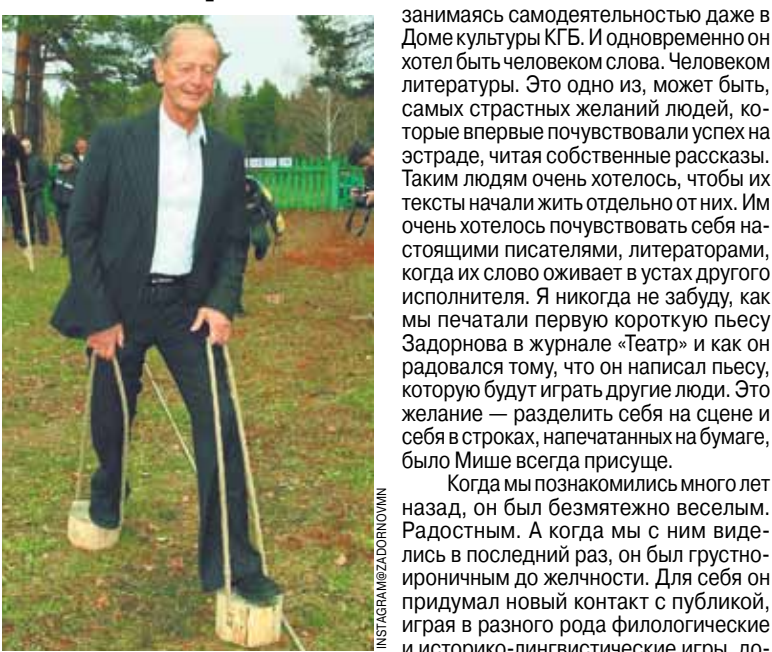 занимаясь самодеятельностью даже в
Доме культуры КГБ. И одновременно он
хотел быть человеком слова. Человеком
литературы. Это одно из, может быть,
самых страстных желаний людей, ко-
торые впервые почувствовали успех на
эстраде, читая собственные рассказы.
Таким людям очень хотелось, чтобы их
тексты начали жить отдельно от них. Им
очень хотелось почувствовать себя на-
стоящими писателями, литераторами,
когда их слово оживает в устах другого
исполнителя. Я никогда не забуду, как
мы печатали первую короткую пьесу
Задорнова в журнале «Театр» и как он
радовался тому, что он написал пьесу,
которую будут играть другие люди. Это
желание — разделить себя на сцене и
себя в строках, напечатанных на бумаге,
было Мише всегда присуще.
Когда мы познакомились много лет
назад, он был безмятежно веселым.
Радостным. А когда мы с ним виде-
лись в последний раз, он был грустно-
ироничным до желчности. Для себя он
придумал новый контакт с публикой,
играя в разного рода филологические
и историко-лингвистические игры, до-
INSTAGRAM@ZADORNOVMN